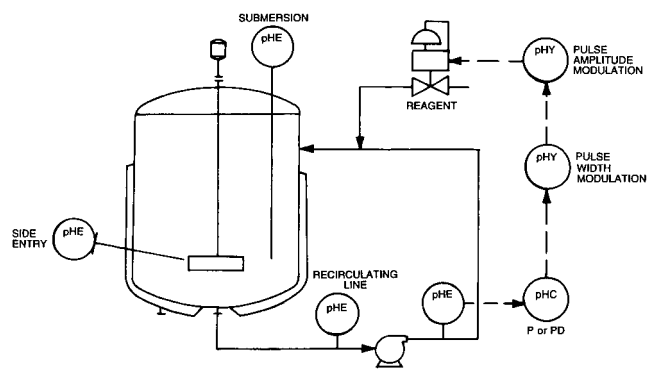 SUBMERSION
pHE
pHY
PULSE
AMPLITUDE
MODULATION
REAGENT
pHY
PULSE
WIDTH
MODULATION
SIDE
ENTRY
pHE
RECIRCULATING
LINE
pHE
pHE
pHC
P or PD